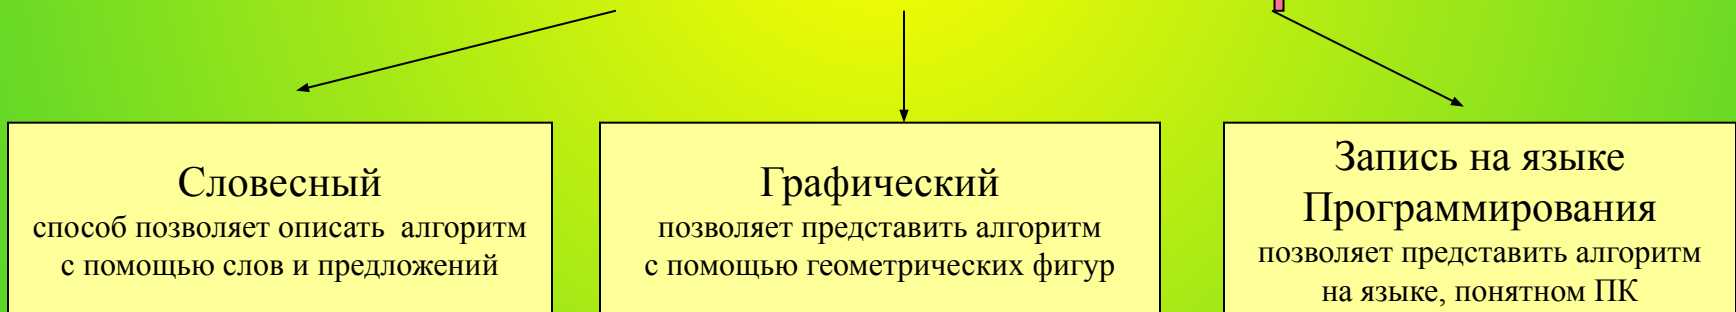 Словесный
способ позволяет описать алгоритм
с помощью слов и предложений
Графический
позволяет представить алгоритм
с помощью геометрических фигур
Запись на языке
Программирования
позволяет представить алгоритм
на языке, понятном ПК